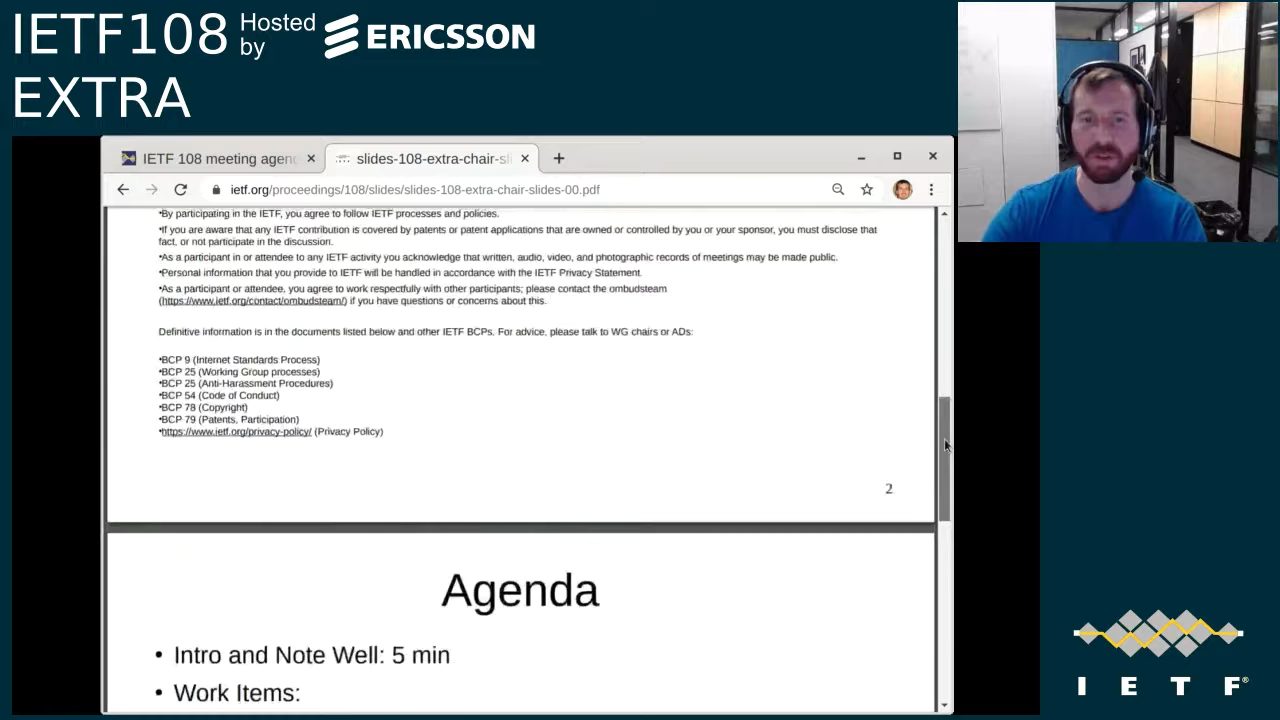 IETF108 Hosted by ERICSSON
EXTRA
IETF 108 meeting agend
slides-108-extra-chair-sl
ietf.org/proceedings/108/slides/slides-108-extra-chair-slides-00.pdf
•By participating in the IETF, you agree to follow IETF processes and policies.
•If you are aware that any IETF contribution is covered by patents or patent applications that are owned or controlled by you or your sponsor, you must disclose that
fact, or not participate in the discussion.
•As a participant in or attendee to any IETF activity you acknowledge that written, audio, video, and photographic records of meetings may be made public.
•Personal information that you provide to IETF will be handled in accordance with the IETF Privacy Statement.
•As a participant or attendee, you agree to work respectfully with other participants; please contact the ombudsteam
(https://www.ietf.org/contact/ombudsteam/) if you have questions or concerns about this.
Definitive information is in the documents listed below and other IETF BCPs. For advice, please talk to WG chairs or ADs:
•BCP 9 (Internet Standards Process)
•BCP 25 (Working Group processes)
•BCP 25 (Anti-Harassment Procedures)
•BCP 54 (Code of Conduct)
•BCP 78 (Copyright)
•BCP 79 (Patents, Participation)
•https://www.ietf.org/privacy-policy/ (Privacy Policy)
2
Agenda
• Intro and Note Well: 5 min
• Work Items:
I E T F®